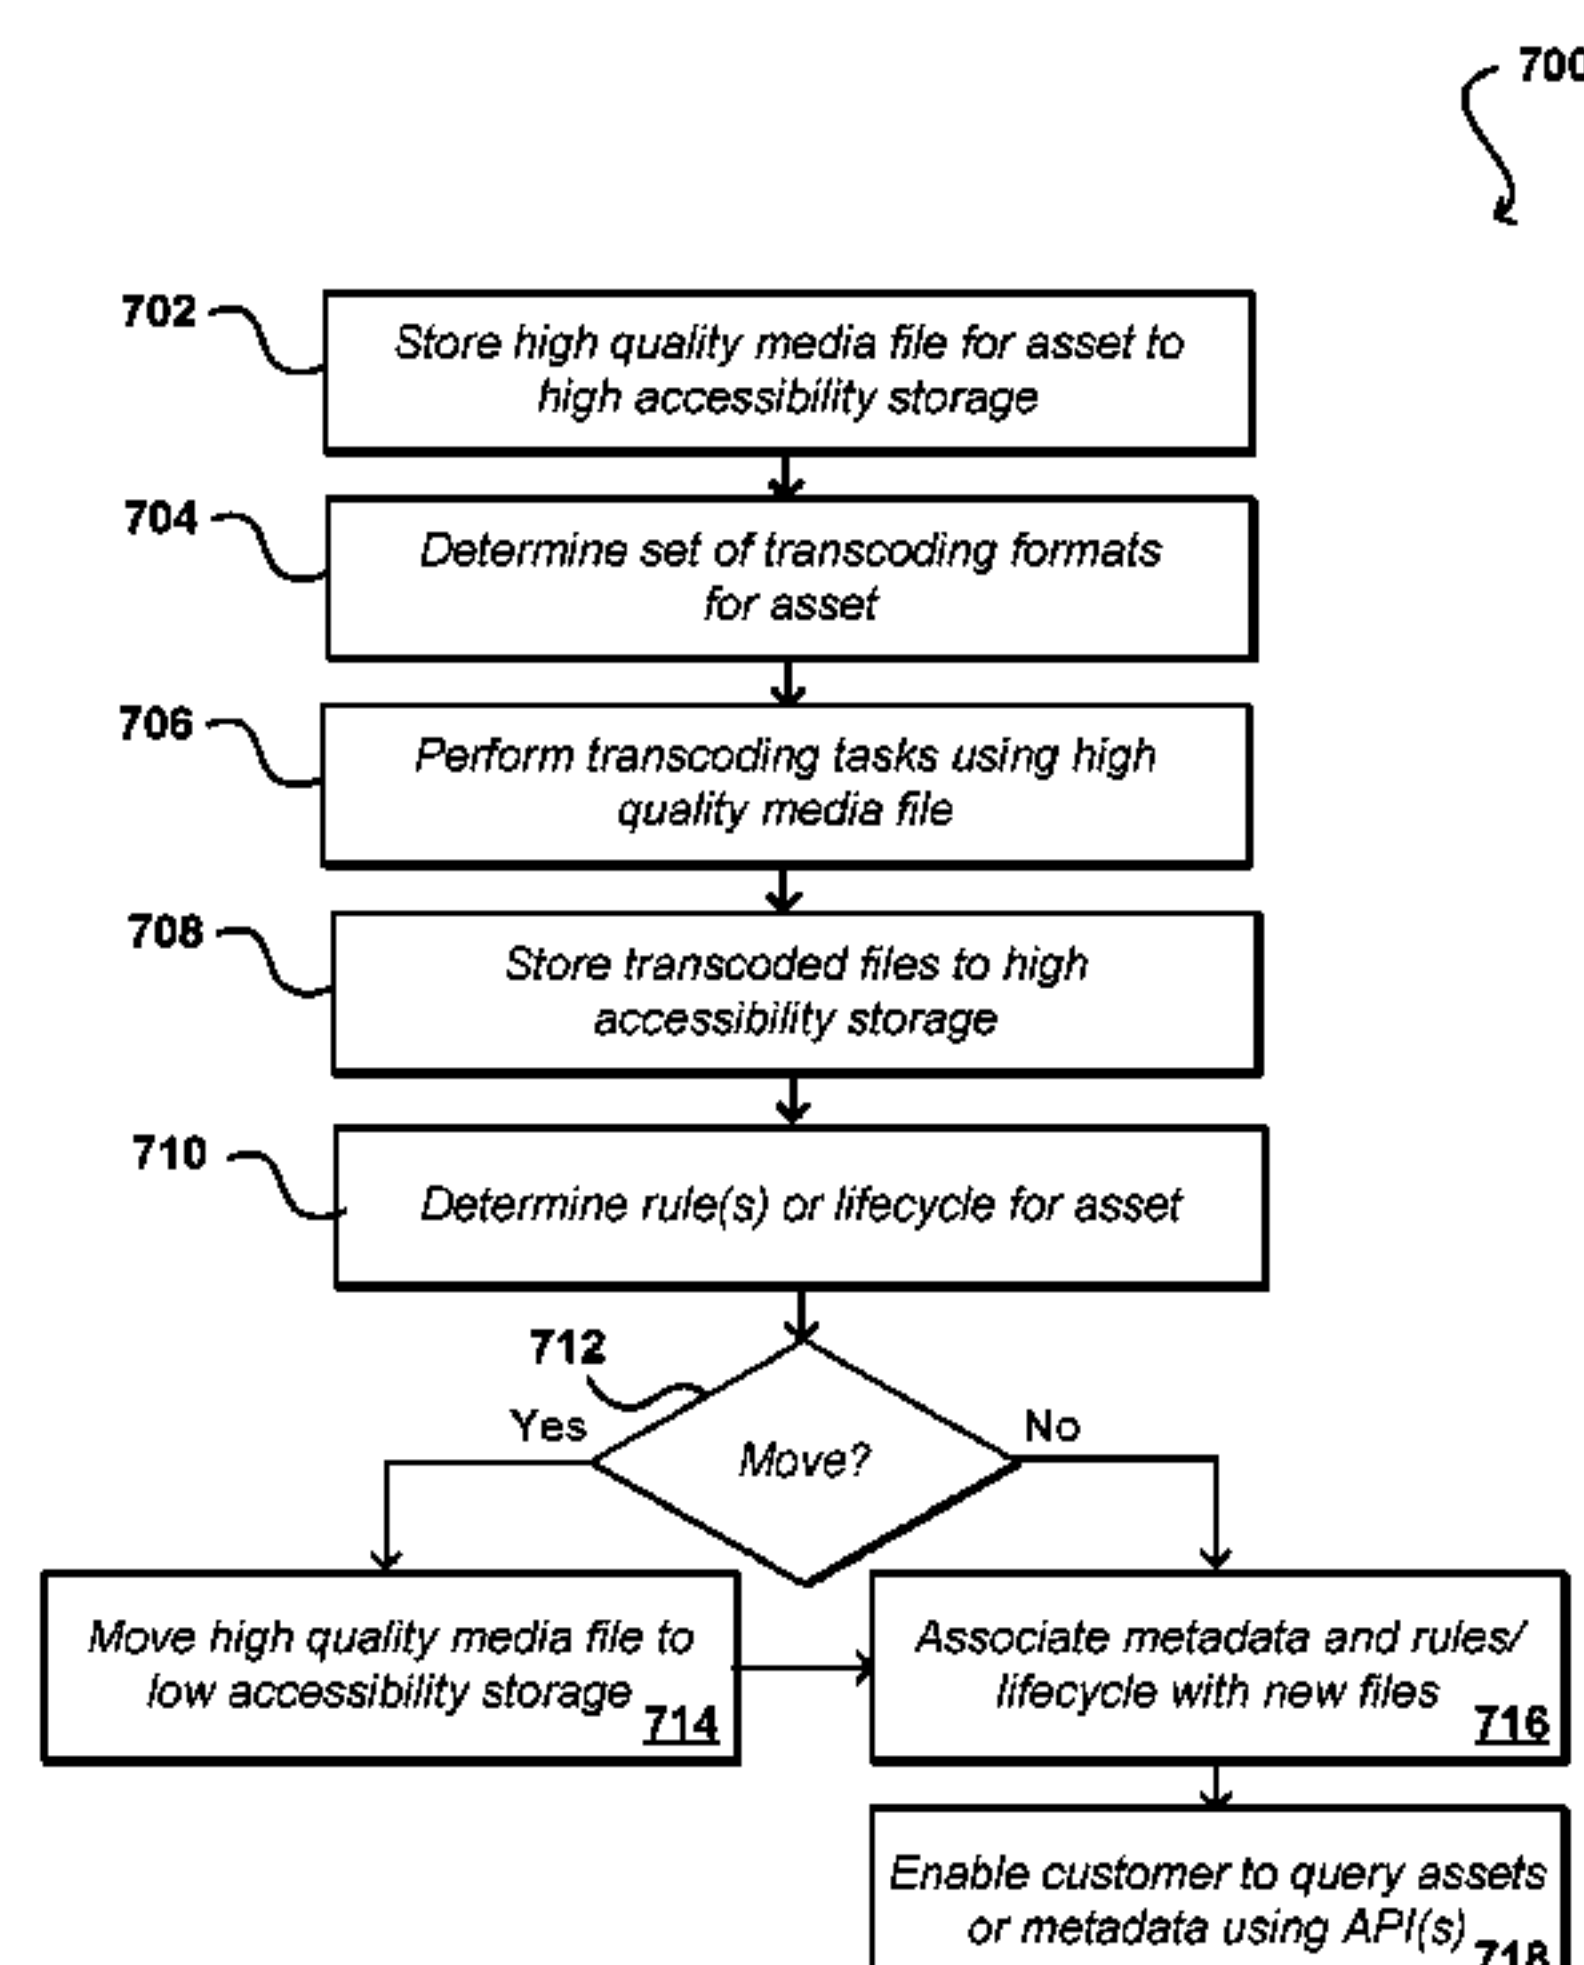 700
702
Store high quality media file for asset to
high accessibility storage
704
Determine set of transcoding formats
for asset
706
Perform transcoding tasks using high
quality media file
708
Store transcoded files to high
accessibility storage
710
Determine rule(s) or lifecycle for asset
712
Yes
Move?
No
Move high quality media file to
low accessibility storage
714
Associate metadata and rules/
lifecycle with new files
716
Enable customer to query assets
or metadata using API(s)
718